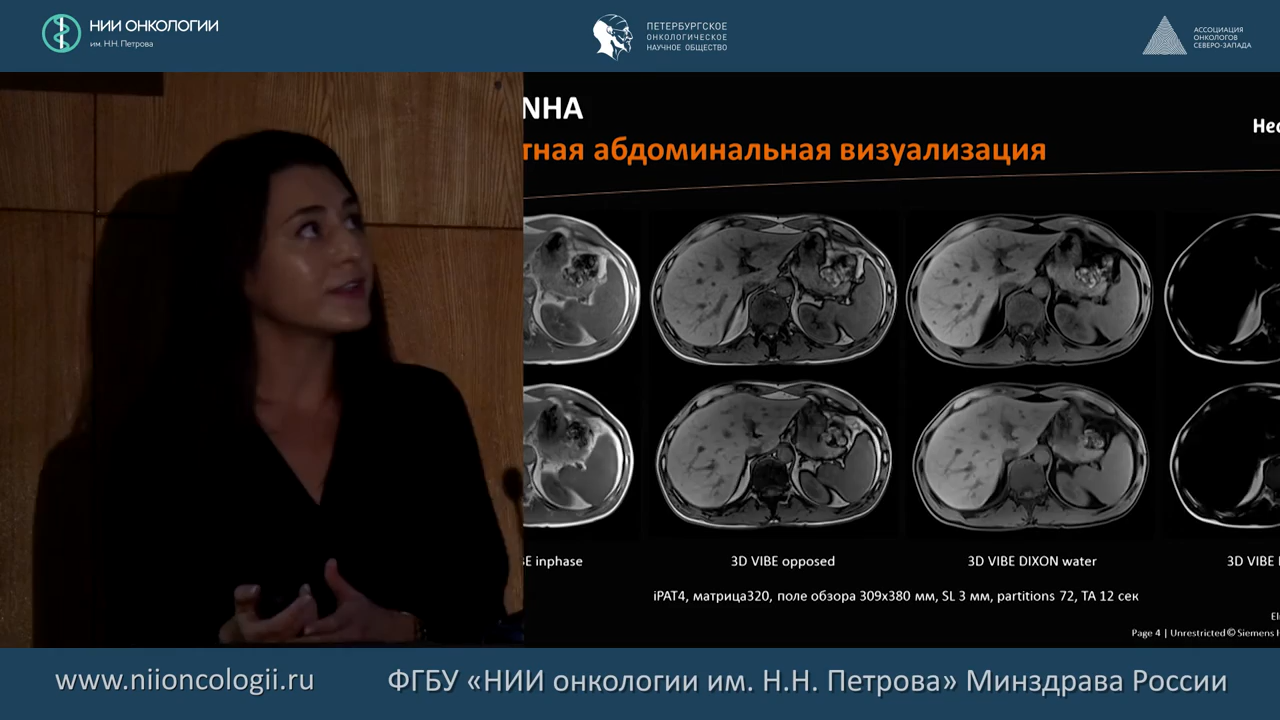 НИИ ОНКОЛОГИИ
им. Н.Н. Петрова
ПЕТЕРБУРГСКОЕ
ОНКОЛОГИЧЕСКОЕ
НАУЧНОЕ ОБЩЕСТВО
АССОЦИАЦИЯ
ОНКОЛОГОВ
СЕВЕРО-ЗАПАДА
NHA
тная абдоминальная визуализация
E inphase
3D VIBE opposed
3D VIBE DIXON water
3D VIBE
iPAT4, матрица320, поле обзора 309x380 мм, SL 3 мм, partitions 72, TA 12 сек
Page 4 | Unrestricted © Siemens H
www.niioncologii.ru
ФГБУ «НИИ онкологии им. Н.Н. Петрова» Минздрава России